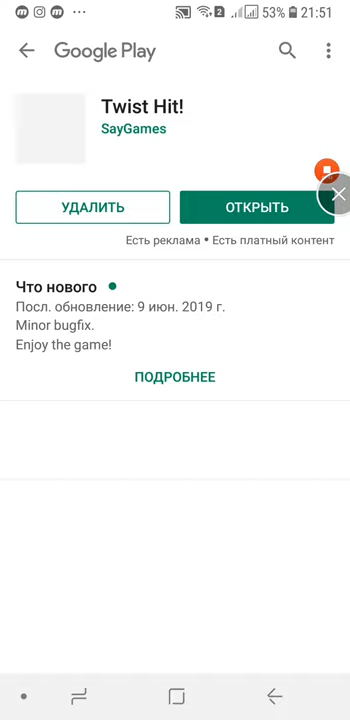 53% 21:51
Google Play
Twist Hit!
SayGames
УДАЛИТЬ
ОТКРЫТЬ
Есть реклама • Есть платный контент
Что нового
Посл. обновление: 9 июн. 2019 г.
Minor bugfix.
Enjoy the game!
ПОДРОБНЕЕ